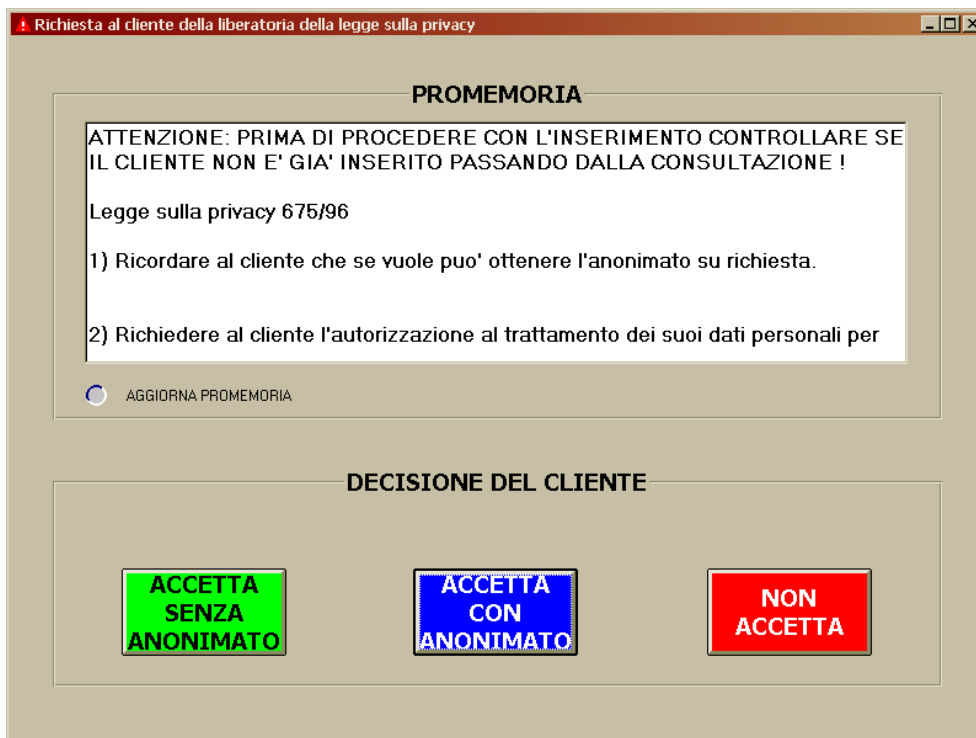 Richiesta al cliente della liberatoria della legge sulla privacy
PROMEMORIA
ATTENZIONE: PRIMA DI PROCEDERE CON L'INSERIMENTO CONTROLLARE SE
IL CLIENTE NON E' GIA' INSERITO PASSANDO DALLA CONSULTAZIONE !
Legge sulla privacy 675/96
1) Ricordare al cliente che se vuole puo' ottenere l'anonimato su richiesta.
2) Richiedere al cliente l'autorizzazione al trattamento dei suoi dati personali per
AGGIORNA PROMEMORIA
DECISIONE DEL CLIENTE
ACCETTA
SENZA
ANONIMATO
ACCETTA
CON
ANONIMATO
NON
ACCETTA